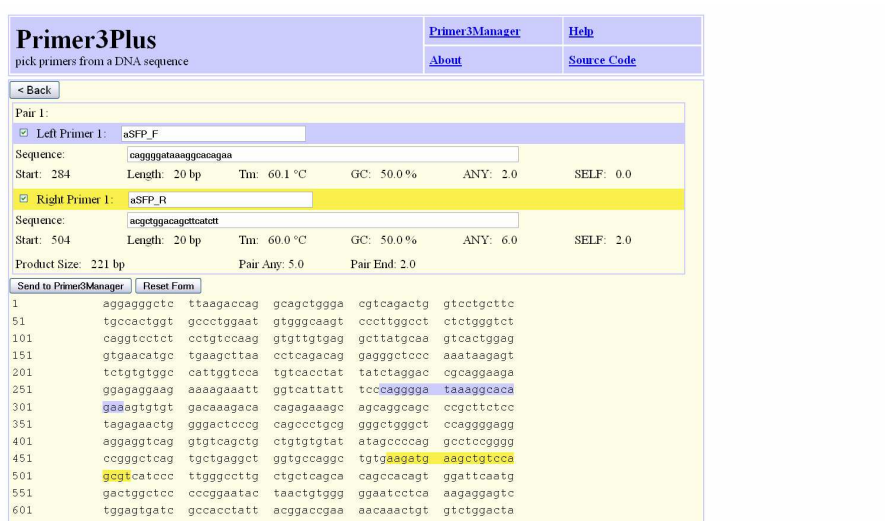 Primer3Plus
pick primers from a DNA sequence
Primer3Manager Help
About Source Code
< Back
Pair 1:
Left Primer 1: aSFP_F
Sequence: caggggataaaggcacagaa
Start: 284 Length: 20 bp Tm: 60.1 °C GC: 50.0 % ANY: 2.0 SELF: 0.0
Right Primer 1: aSFP_R
Sequence: acgctggacagcttcatctt
Start: 504 Length: 20 bp Tm: 60.0 °C GC: 50.0 % ANY: 6.0 SELF: 2.0
Product Size: 221 bp Pair Any: 5.0 Pair End: 2.0
Send to Primer3Manager Reset Form
1 aggagggctc ttaagaccag gcagctggga cgtcagactg gtcctgcttc
51 tgccactggt gccctggaat gtgggcaagt cccttggcct ctctgggtct
101 caggtcctct cctgtccaag gtgttgtgag gcttatgcaa gtcactggag
151 gtgaacatgc tgaagcttaa cctcagacag gagggctccc aaataagagt
201 tctgtgtggc cattggtcca tgtcacctat tatctaggac cgcaggaaga
251 ggagaggaag aaaagaaatt ggtcattatt tcccagggga taaaggcaca
301 gaaagtgtgt gacaaagaca cagagaaagc agcaggcagc ccgcttctcc
351 tagagaactg gggactcccg cagccctgcg gggctgggct ccaggggagg
401 aggaggtcag gtgtcagctg ctgtgtgtat atagccccag gcctccgggg
451 ccgggctcag tgctgaggct ggtgccaggc tgtgaagatg aagctgtcca
501 gcgtcatccc ttgggccttg ctgctcagca cagccacagt ggattcaatg
551 gactggctcc cccggaatac taactgtggg ggaatcctca aagaggagtc
601 tggagtgatc gccacctatt acggaccgaa aacaaactgt gtctggacta